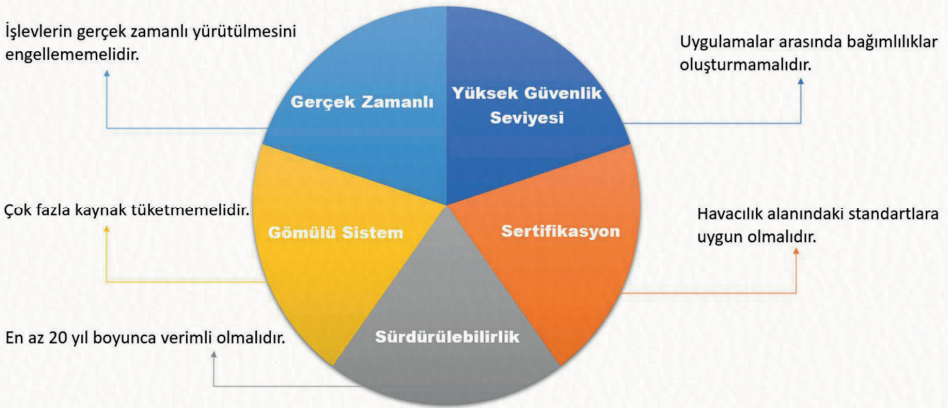 İşlevlerin gerçek zamanlı yürütülmesini
engellememelidir.
Uygulamalar arasında bağımlılıklar
oluşturmamalıdır.
Gerçek Zamanlı
Yüksek Güvenlik
Seviyesi
Çok fazla kaynak tüketmemelidir.
Havacılık alanındaki standartlara
uygun olmalıdır.
Gömülü Sistem
Sertifikasyon
En az 20 yıl boyunca verimli olmalıdır.
Sürdürülebilirlik